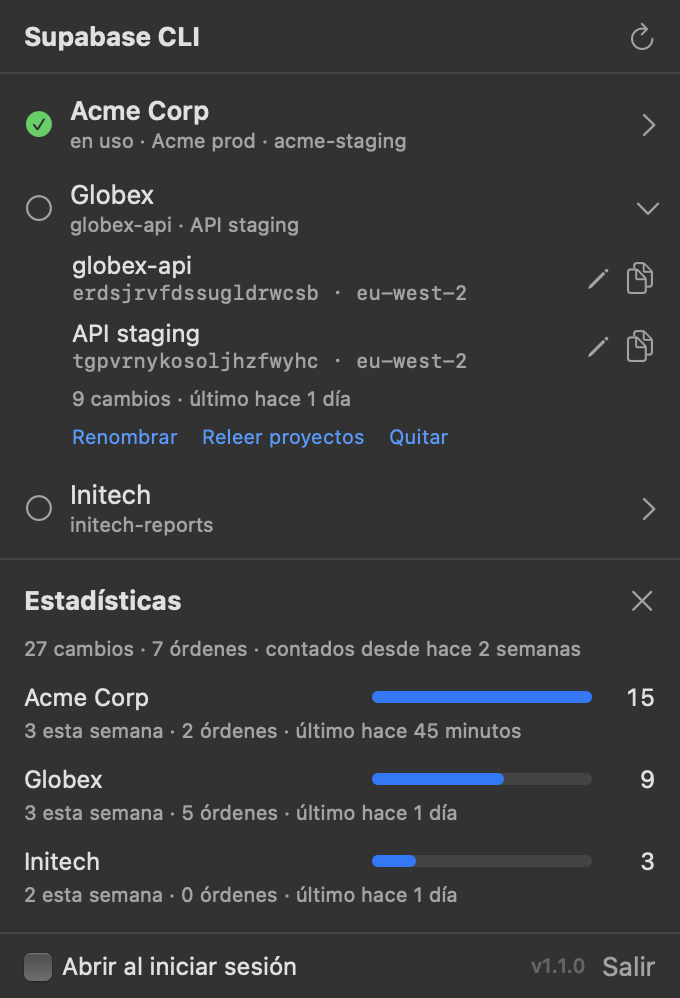 Supabase CLI
Acme Corp
en uso · Acme prod · acme-staging
Globex
globex-api · API staging
globex-api
erdsjrvfdssugldrwcsb · eu-west-2
API staging
tgpvrnykosoljhzfwyhc · eu-west-2
9 cambios · último hace 1 día
Renombrar Releer proyectos Quitar
Initech
initech-reports
Estadísticas
27 cambios · 7 órdenes · contados desde hace 2 semanas
Acme Corp 15
3 esta semana · 2 órdenes · último hace 45 minutos
Globex 9
3 esta semana · 5 órdenes · último hace 1 día
Initech 3
2 esta semana · 0 órdenes · último hace 1 día
Abrir al iniciar sesión v1.1.0 Salir